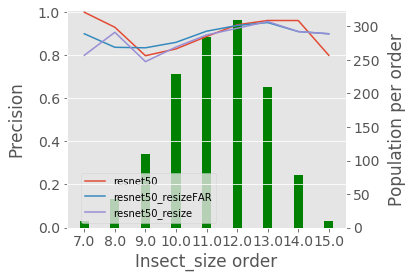 1.0
0.8
0.6
0.4
0.2
0.0
Precision
300
250
200
150
100
50
0
Population per order
resnet50
resnet50_resizeFAR
resnet50_resize
7.0 8.0 9.0 10.0 11.0 12.0 13.0 14.0 15.0
Insect_size order